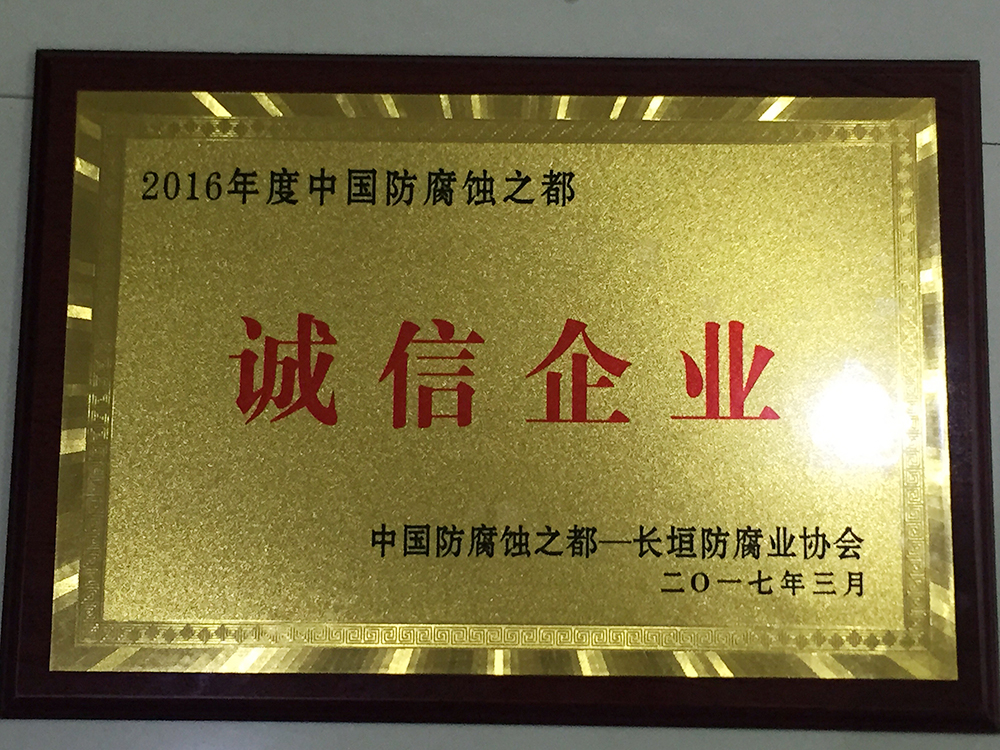 2016年度中国防腐蚀之都
诚信企业
中国防腐蚀之都—长垣防腐业协会
二O一七年三月